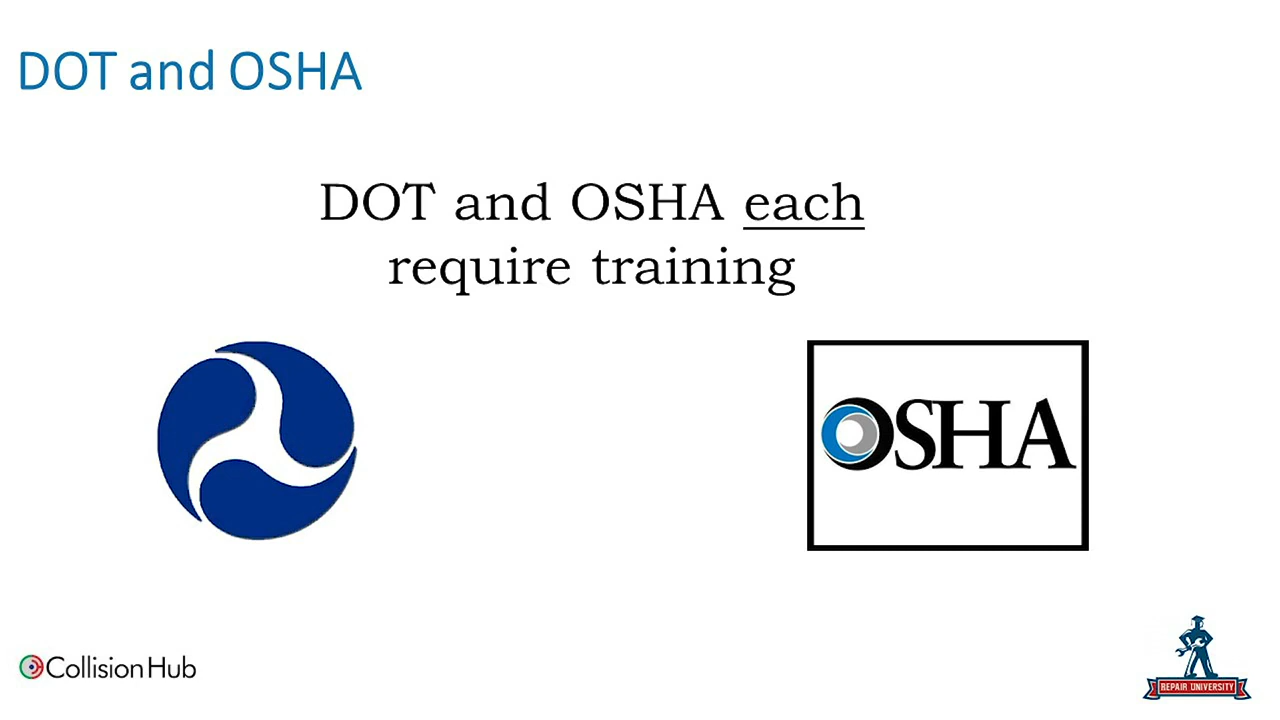 DOT and OSHA
DOT and OSHA each
require training
OSHA
Collision Hub
REPAIR UNIVERSITY